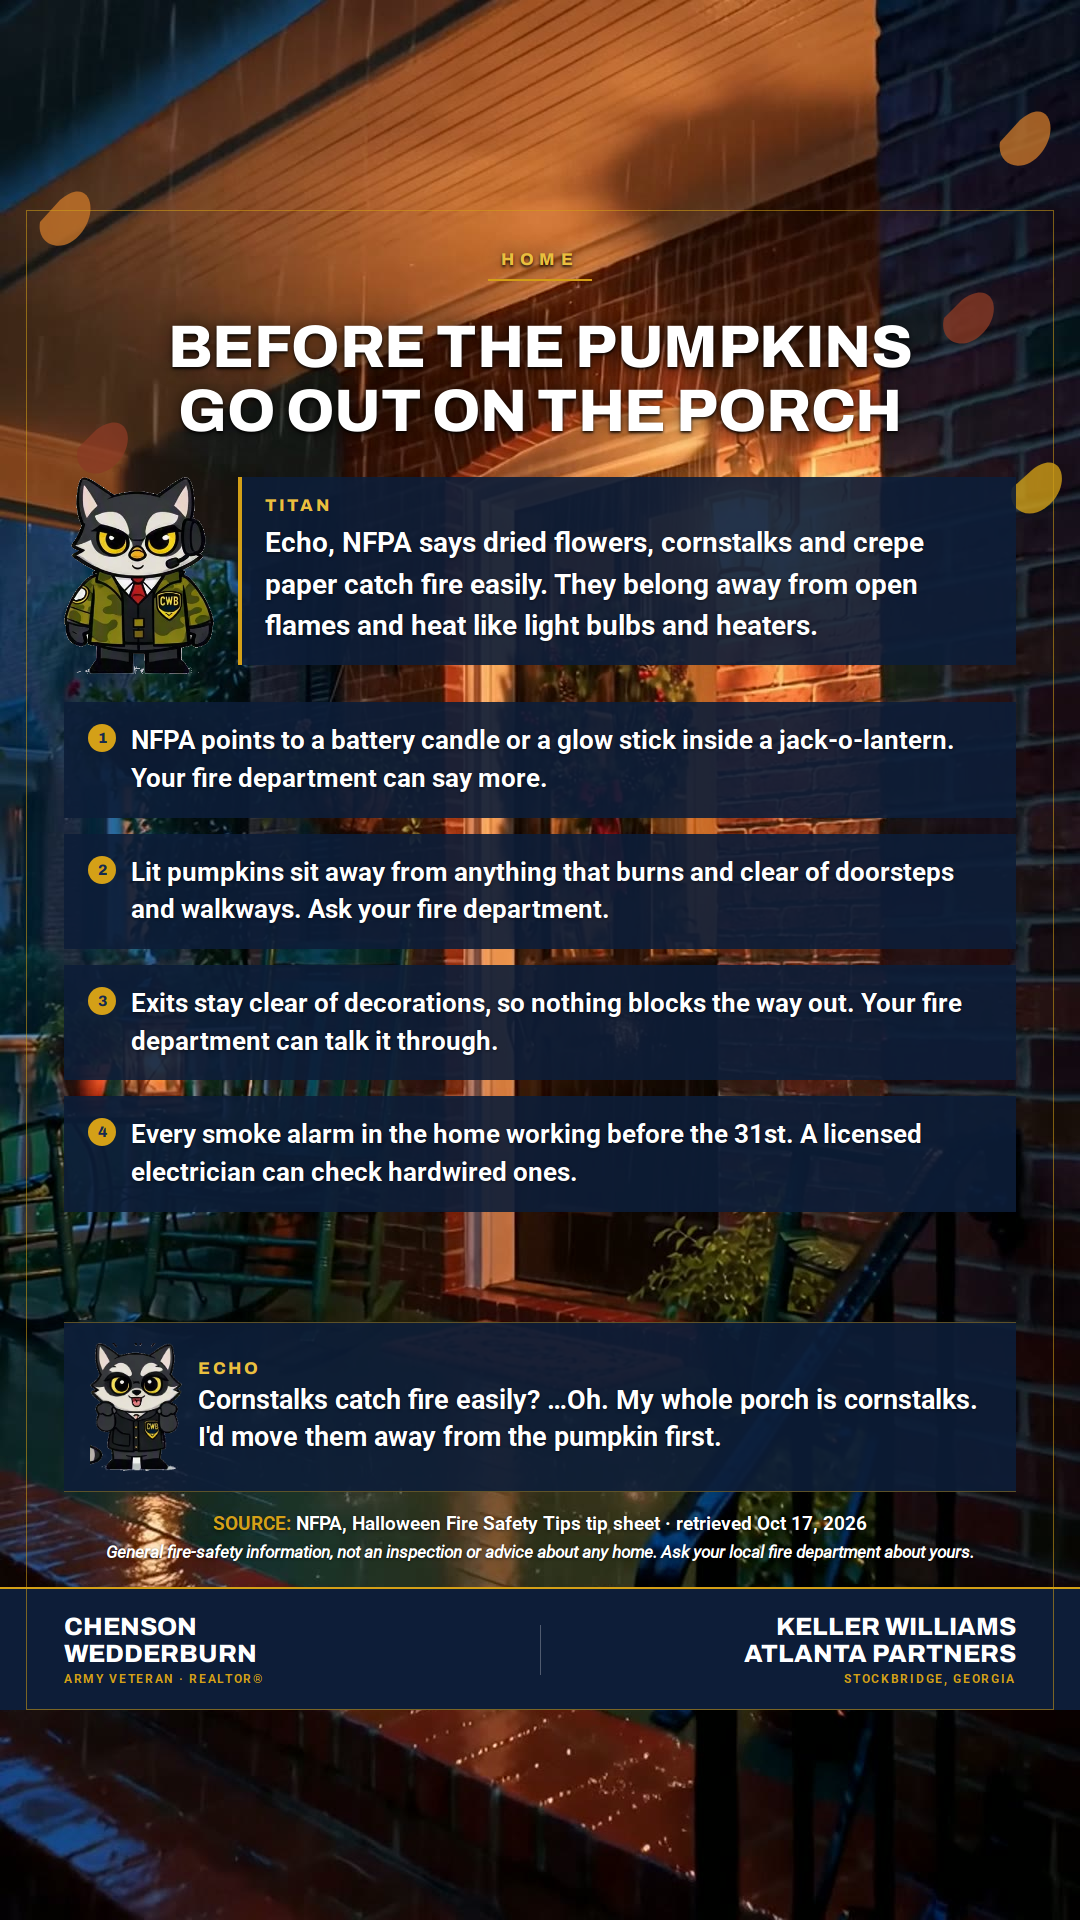 HOME
BEFORE THE PUMPKINS
GO OUT ON THE PORCH
TITAN
Echo, NFPA says dried flowers, cornstalks and crepe
paper catch fire easily. They belong away from open
flames and heat like light bulbs and heaters.
CWB
1 NFPA points to a battery candle or a glow stick inside a jack-o-lantern.
Your fire department can say more.
2 Lit pumpkins sit away from anything that burns and clear of doorsteps
and walkways. Ask your fire department.
3 Exits stay clear of decorations, so nothing blocks the way out. Your fire
department can talk it through.
4 Every smoke alarm in the home working before the 31st. A licensed
electrician can check hardwired ones.
ECHO
Cornstalks catch fire easily? ...Oh. My whole porch is cornstalks.
I'd move them away from the pumpkin first.
CWB
SOURCE: NFPA, Halloween Fire Safety Tips tip sheet · retrieved Oct 17, 2026
General fire-safety information, not an inspection or advice about any home. Ask your local fire department about yours.
CHENSON
WEDDERBURN
ARMY VETERAN · REALTOR®
KELLER WILLIAMS
ATLANTA PARTNERS
STOCKBRIDGE, GEORGIA